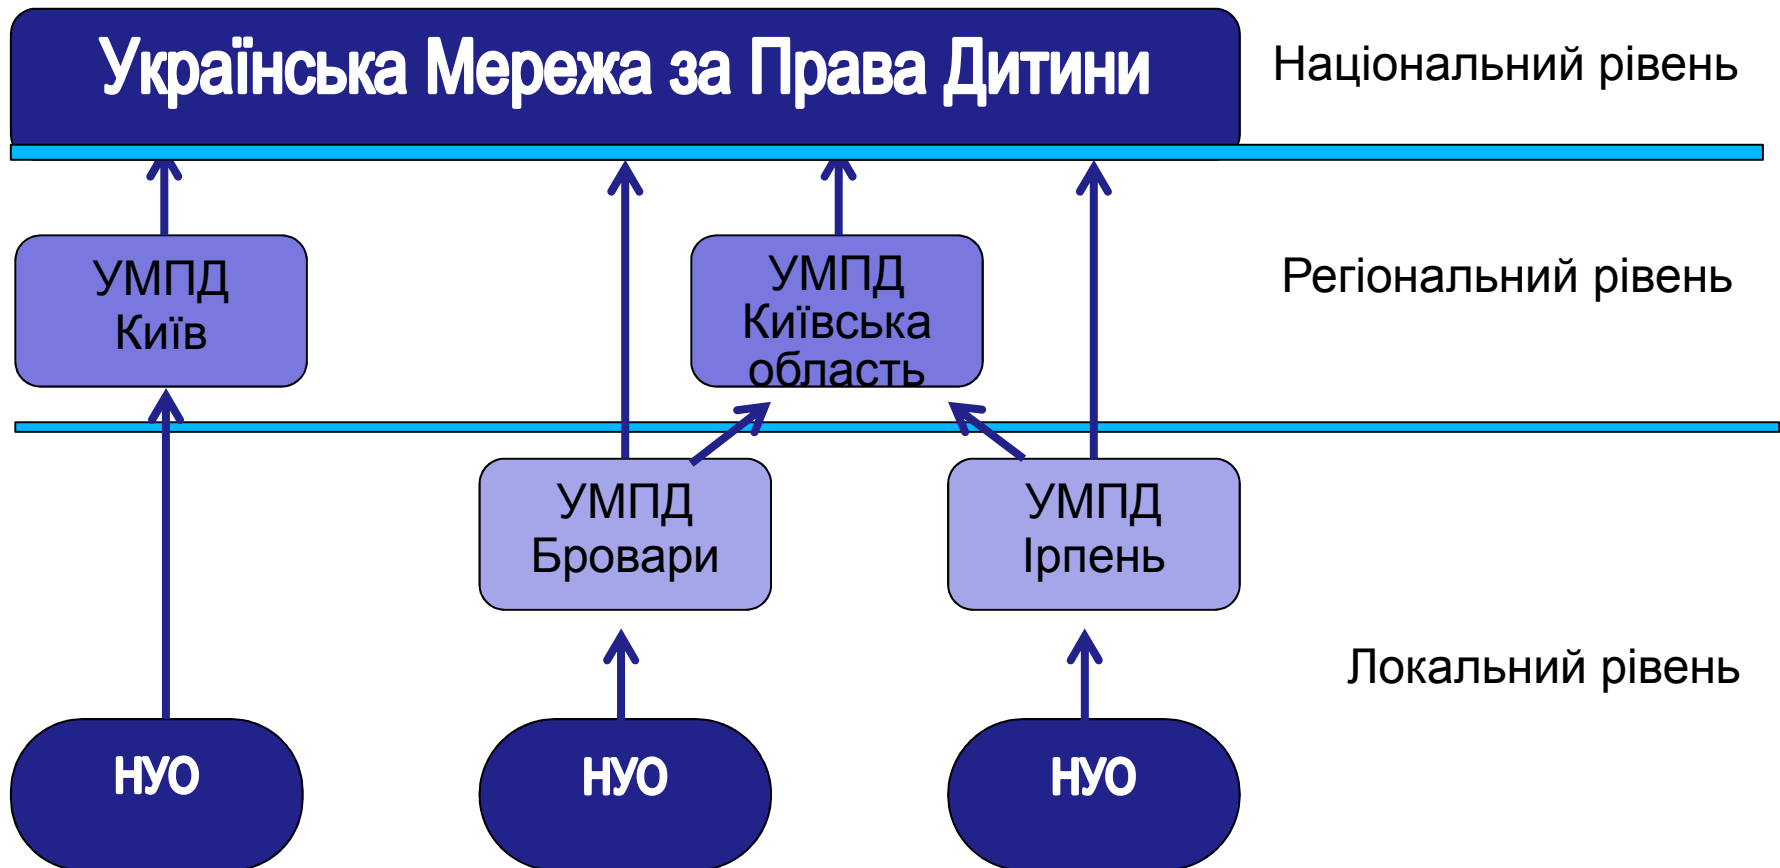 Українська Мережа за Права Дитини
Національний рівень
УМПД
Київ
УМПД
Київська
область
Регіональний рівень
УМПД
Бровари
УМПД
Ірпень
Локальний рівень
НУО
НУО
НУО